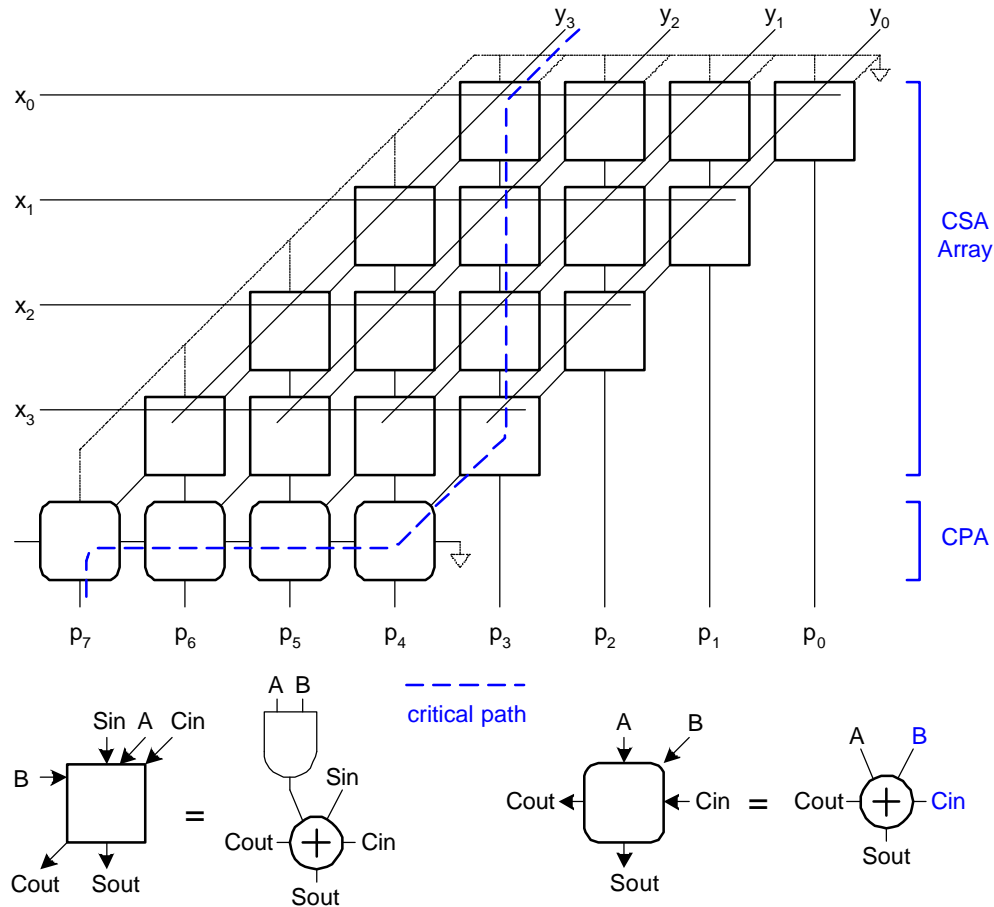 y3 y2 y1 y0
x0
x1
CSA
Array
x2
x3
CPA
p7 p6 p5 p4 p3 p2 p1 p0
A B
critical path
Sin A Cin
B
=
Sin
Cout + Cin
Cout Sout
Sout
A B
Cout Cin
=
A B
Cout + Cin
Sout
Sout